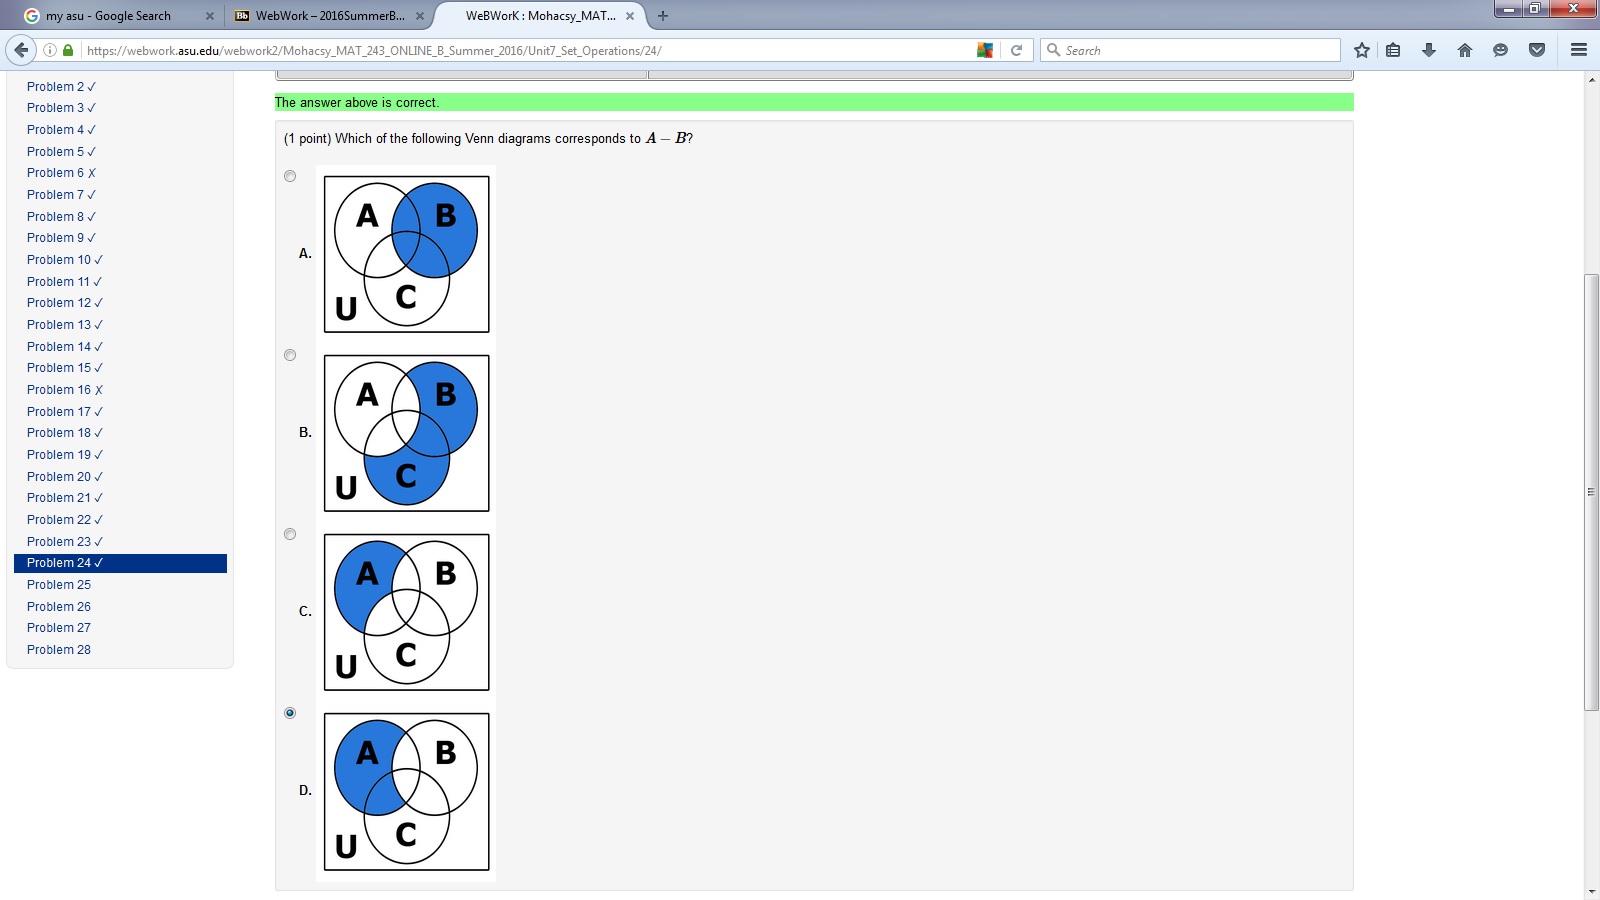 my asu - Google Search
WebWork – 2016SummerB...
WeBWorK : Mohacsy_MAT...
https://webwork.asu.edu/webwork2/Mohacsy_MAT_243_ONLINE_B_Summer_2016/Unit7_Set_Operations/24/
Search
Problem 2 ✓
Problem 3 ✓
Problem 4 ✓
Problem 5 ✓
Problem 6 ✗
Problem 7 ✓
Problem 8 ✓
Problem 9 ✓
Problem 10 ✓
Problem 11 ✓
Problem 12 ✓
Problem 13 ✓
Problem 14 ✓
Problem 15 ✓
Problem 16 ✗
Problem 17 ✓
Problem 18 ✓
Problem 19 ✓
Problem 20 ✓
Problem 21 ✓
Problem 22 ✓
Problem 23 ✓
Problem 24 ✓
Problem 25
Problem 26
Problem 27
Problem 28
The answer above is correct.
(1 point) Which of the following Venn diagrams corresponds to A − B?
A.
A B
C
U
B.
A B
C
U
C.
A B
C
U
D.
A B
C
U